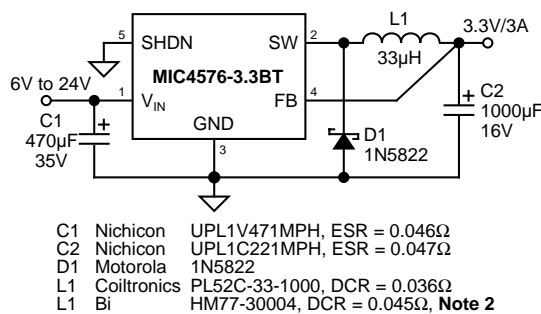 L1
3.3V/3A
5 SHDN SW 2
33µH
MIC4576-3.3BT
6V to 24V
1 VIN FB 4
C2
1000µF
16V
C1
470µF
35V
GND
3
D1
1N5822
C1 Nichicon UPL1V471MPH, ESR = 0.046Ω
C2 Nichicon UPL1C221MPH, ESR = 0.047Ω
D1 Motorola 1N5822
L1 Coiltronics PL52C-33-1000, DCR = 0.036Ω
L1 Bi HM77-30004, DCR = 0.045Ω, Note 2